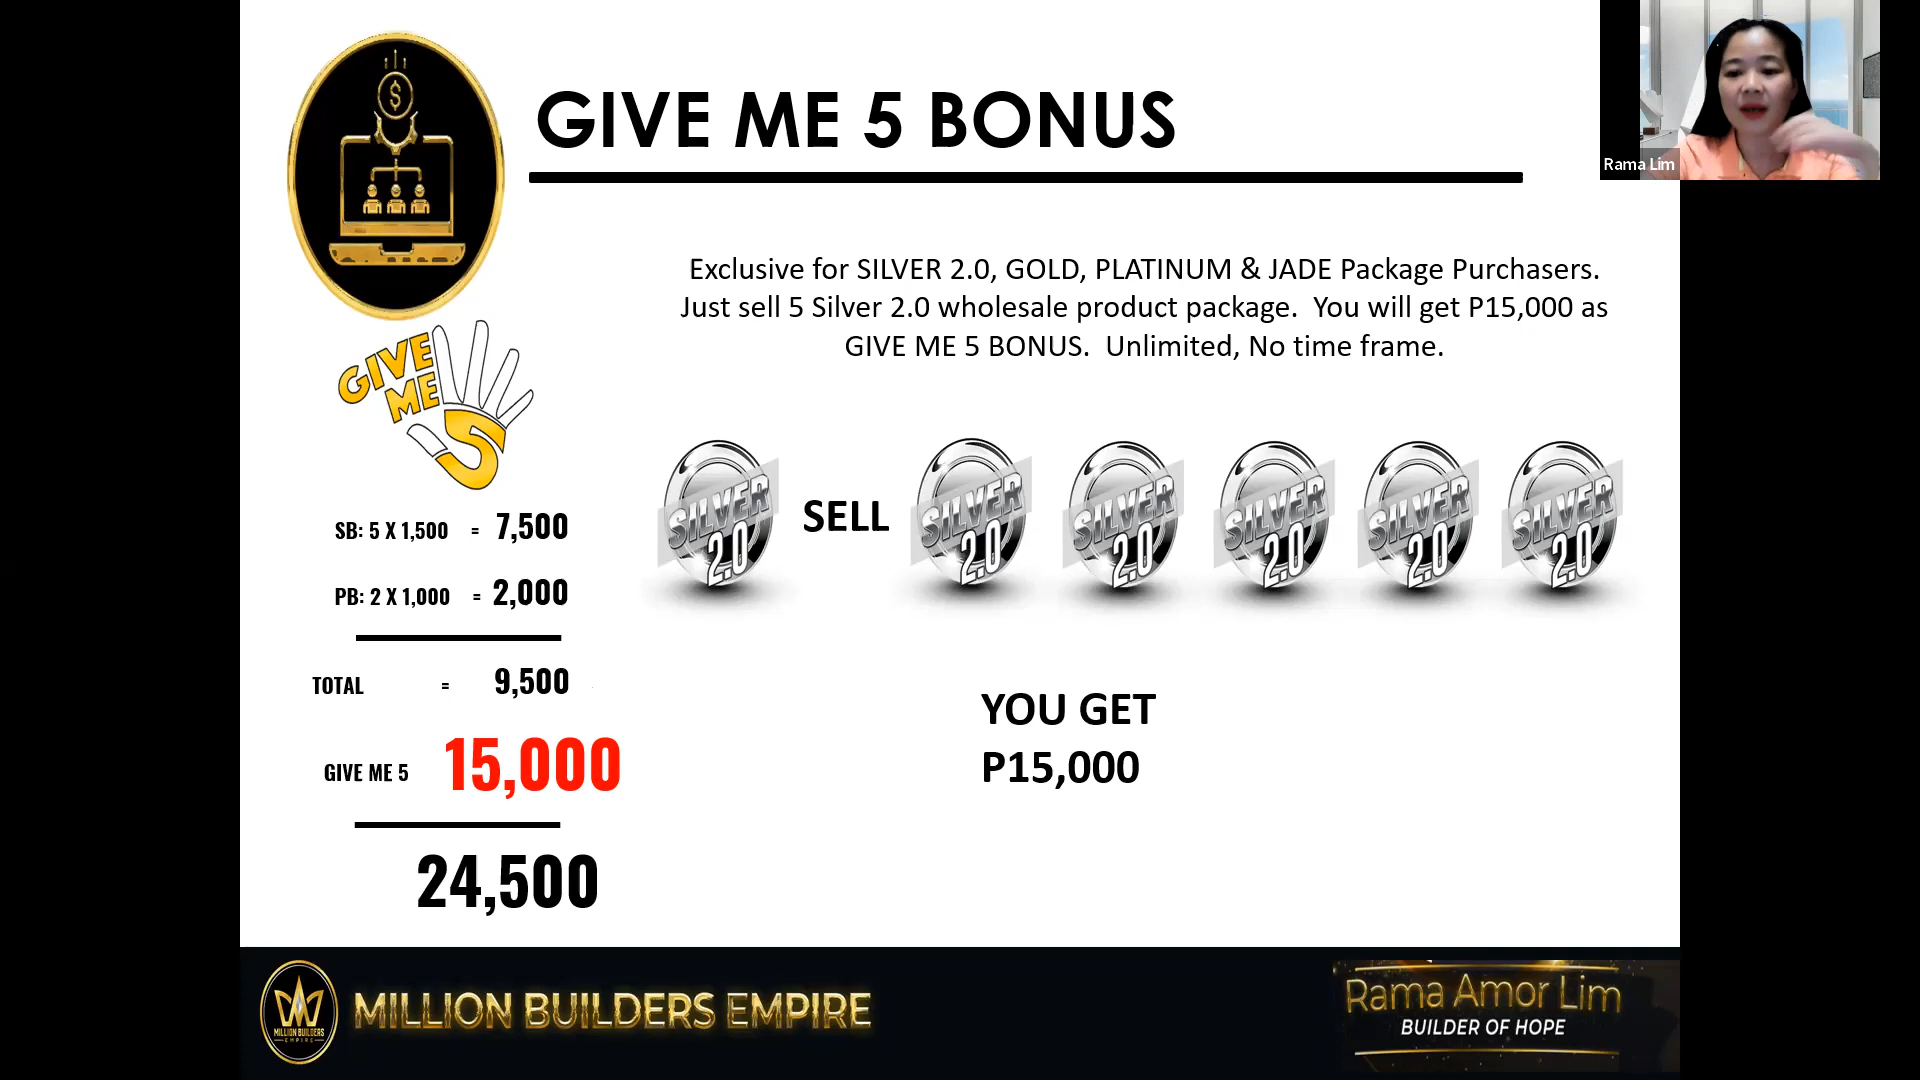 GIVE ME 5 BONUS
Rama Lim
Exclusive for SILVER 2.0, GOLD, PLATINUM & JADE Package Purchasers.
Just sell 5 Silver 2.0 wholesale product package. You will get P15,000 as
GIVE ME 5 BONUS. Unlimited, No time frame.
$
GIVE
ME
5
SILVER
2.0
SELL
SILVER
2.0
SILVER
2.0
SILVER
2.0
SILVER
2.0
SILVER
2.0
SB: 5 X 1,500 = 7,500
PB: 2 X 1,000 = 2,000
TOTAL = 9,500
GIVE ME 5 15,000
24,500
YOU GET
P15,000
MILLION BUILDERS
EMPIRE
MILLION BUILDERS EMPIRE
Rama Amor Lim
BUILDER OF HOPE